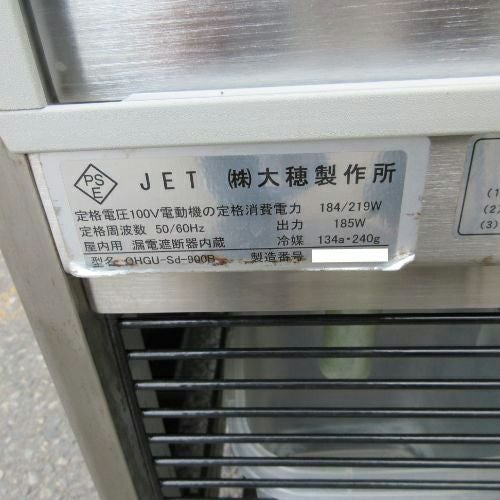 PSE JET ㈱大穂製作所
定格電圧100V電動機の定格消費電力 184/219W
定格周波数 50/60Hz 出力 185W
屋内用 漏電遮断器内蔵 冷媒 134a・240g
型名 OHGU-Sd-900B 製造番号
(1
(2)
(3)